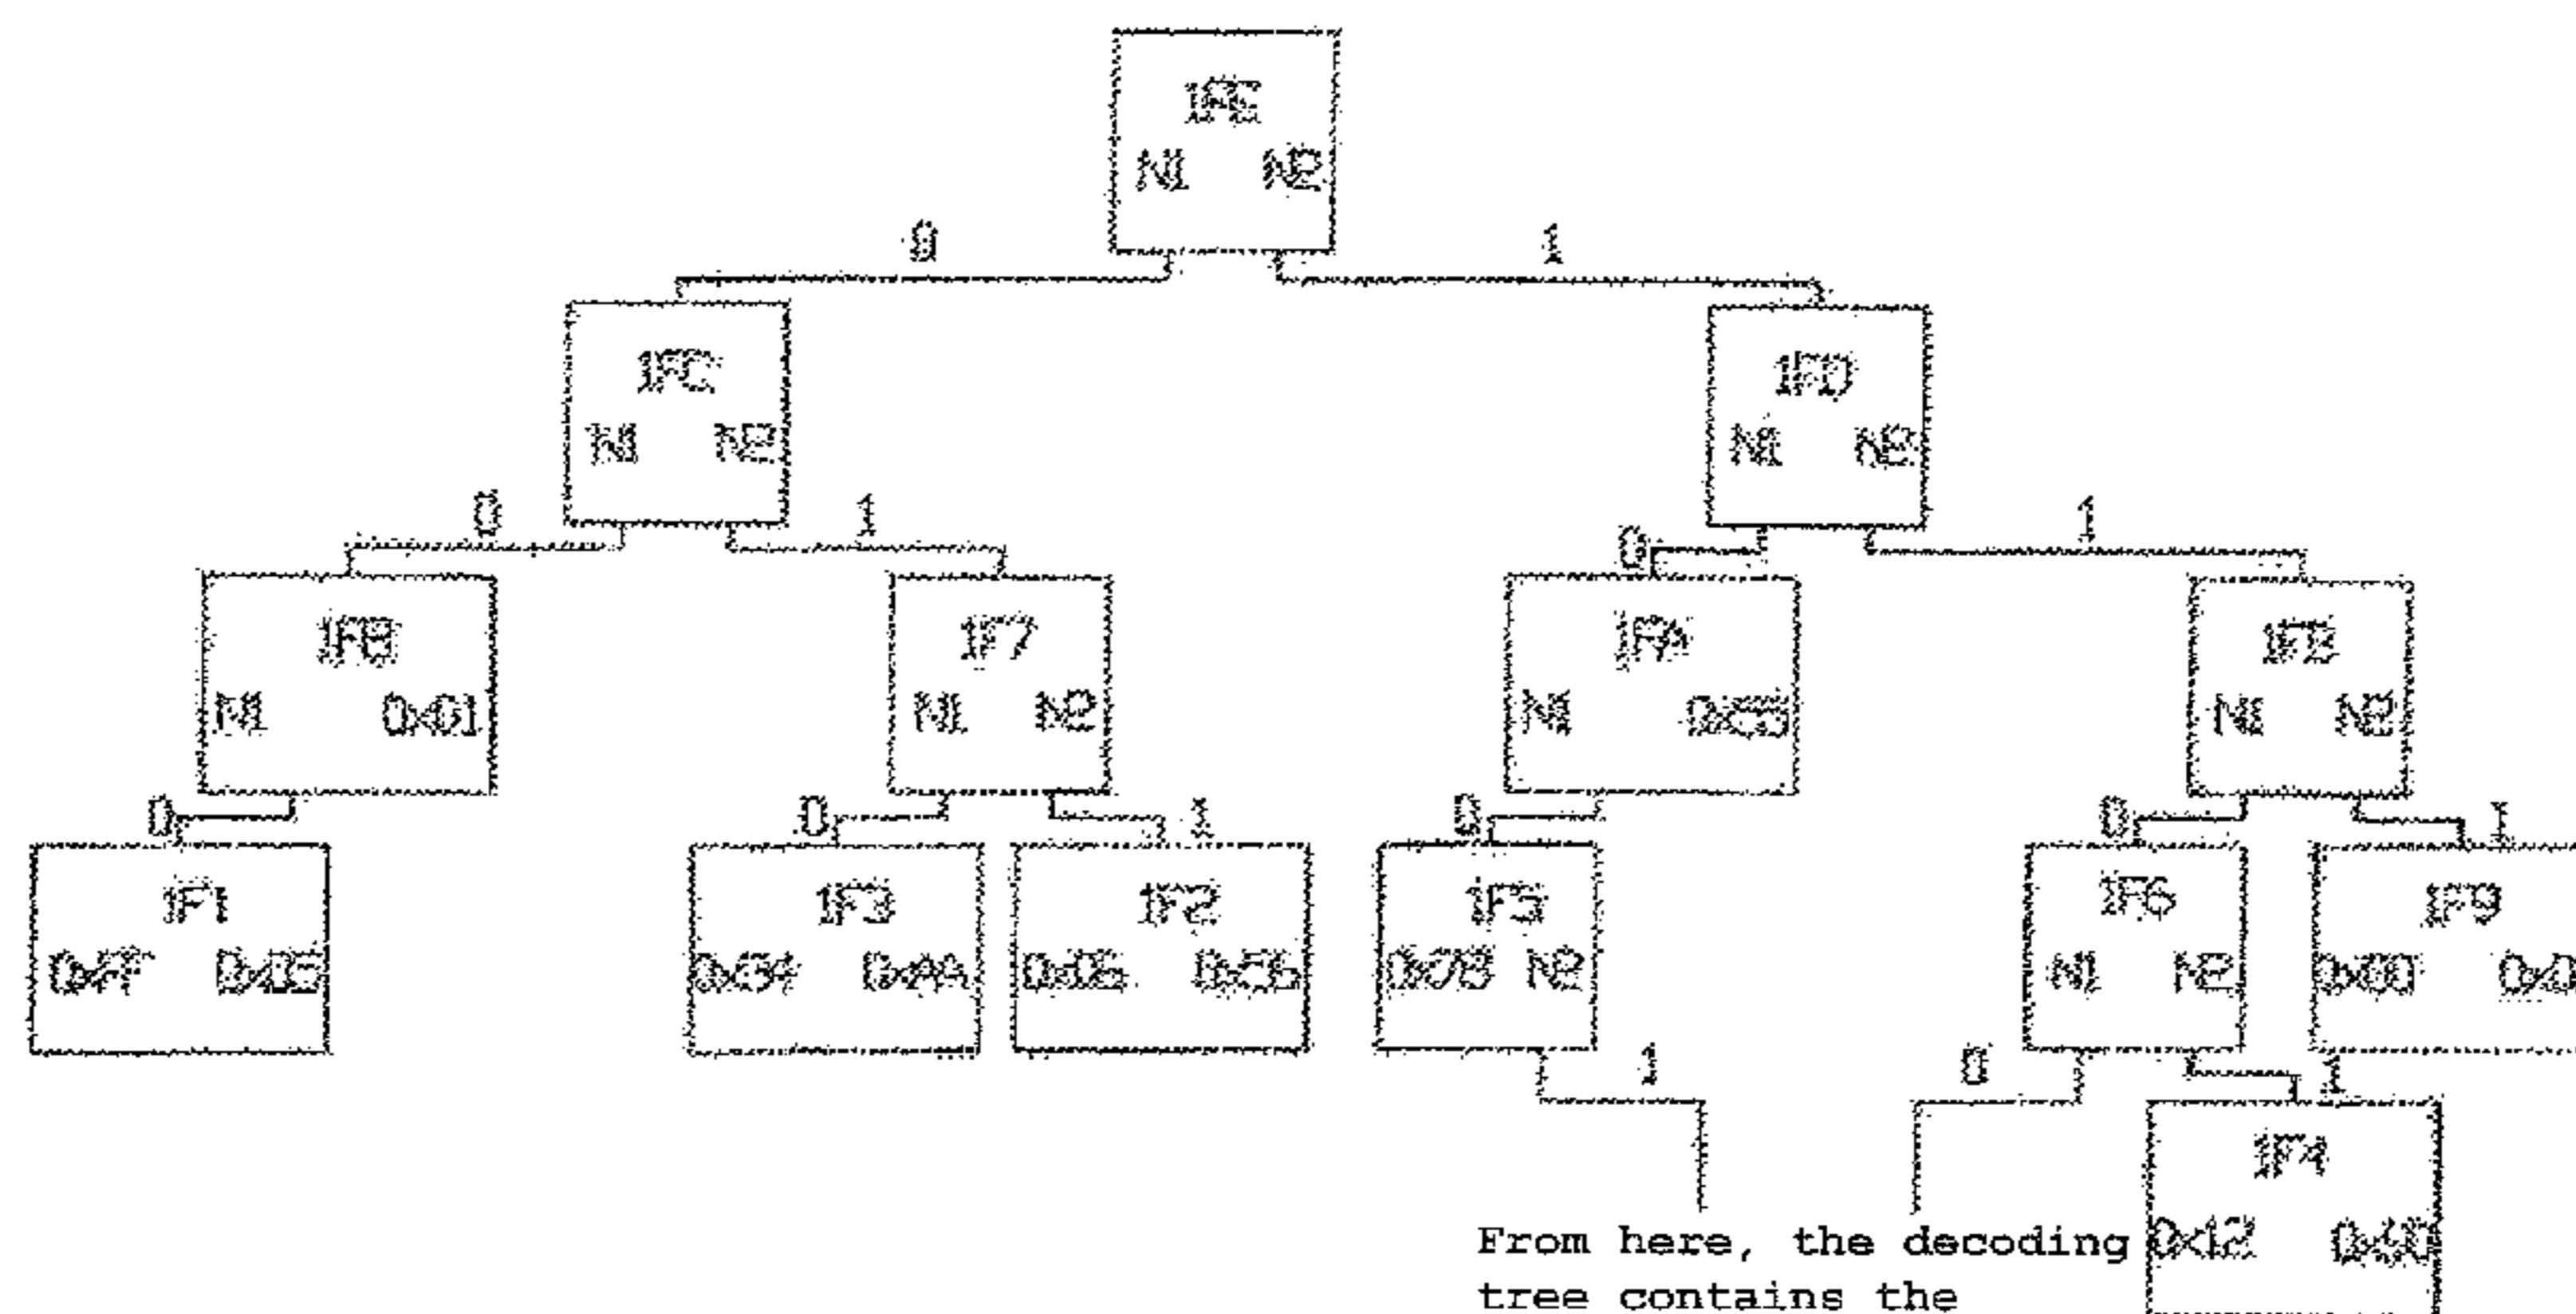 1FE
N1 N2
0 1
1FC 1FD
N1 N2 N1 N2
0 1 0 1
1F8 1F7 1FA 1FB
N1 0x01 N1 N2 N1 N1 N2
0 0 1 0 0 1
1F1 1F3 1F2 1F5 1F6 1F9
0xFF N2 N1 N2 0x00
1 0 1
1F4
From here, the decoding 0x12
tree contains the